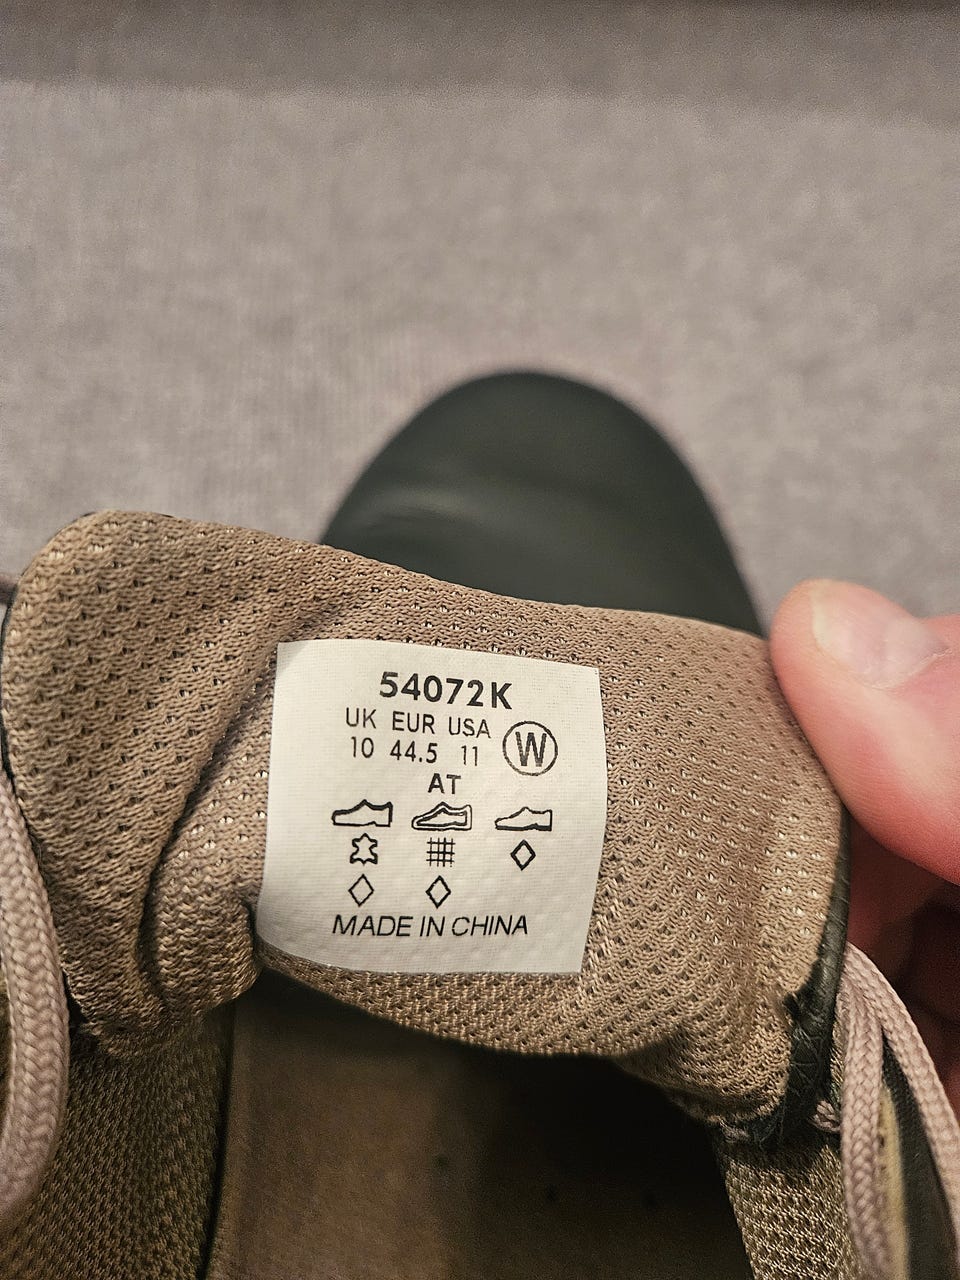 54072K
UK EUR USA
10 44.5 11 W
AT
MADE IN CHINA